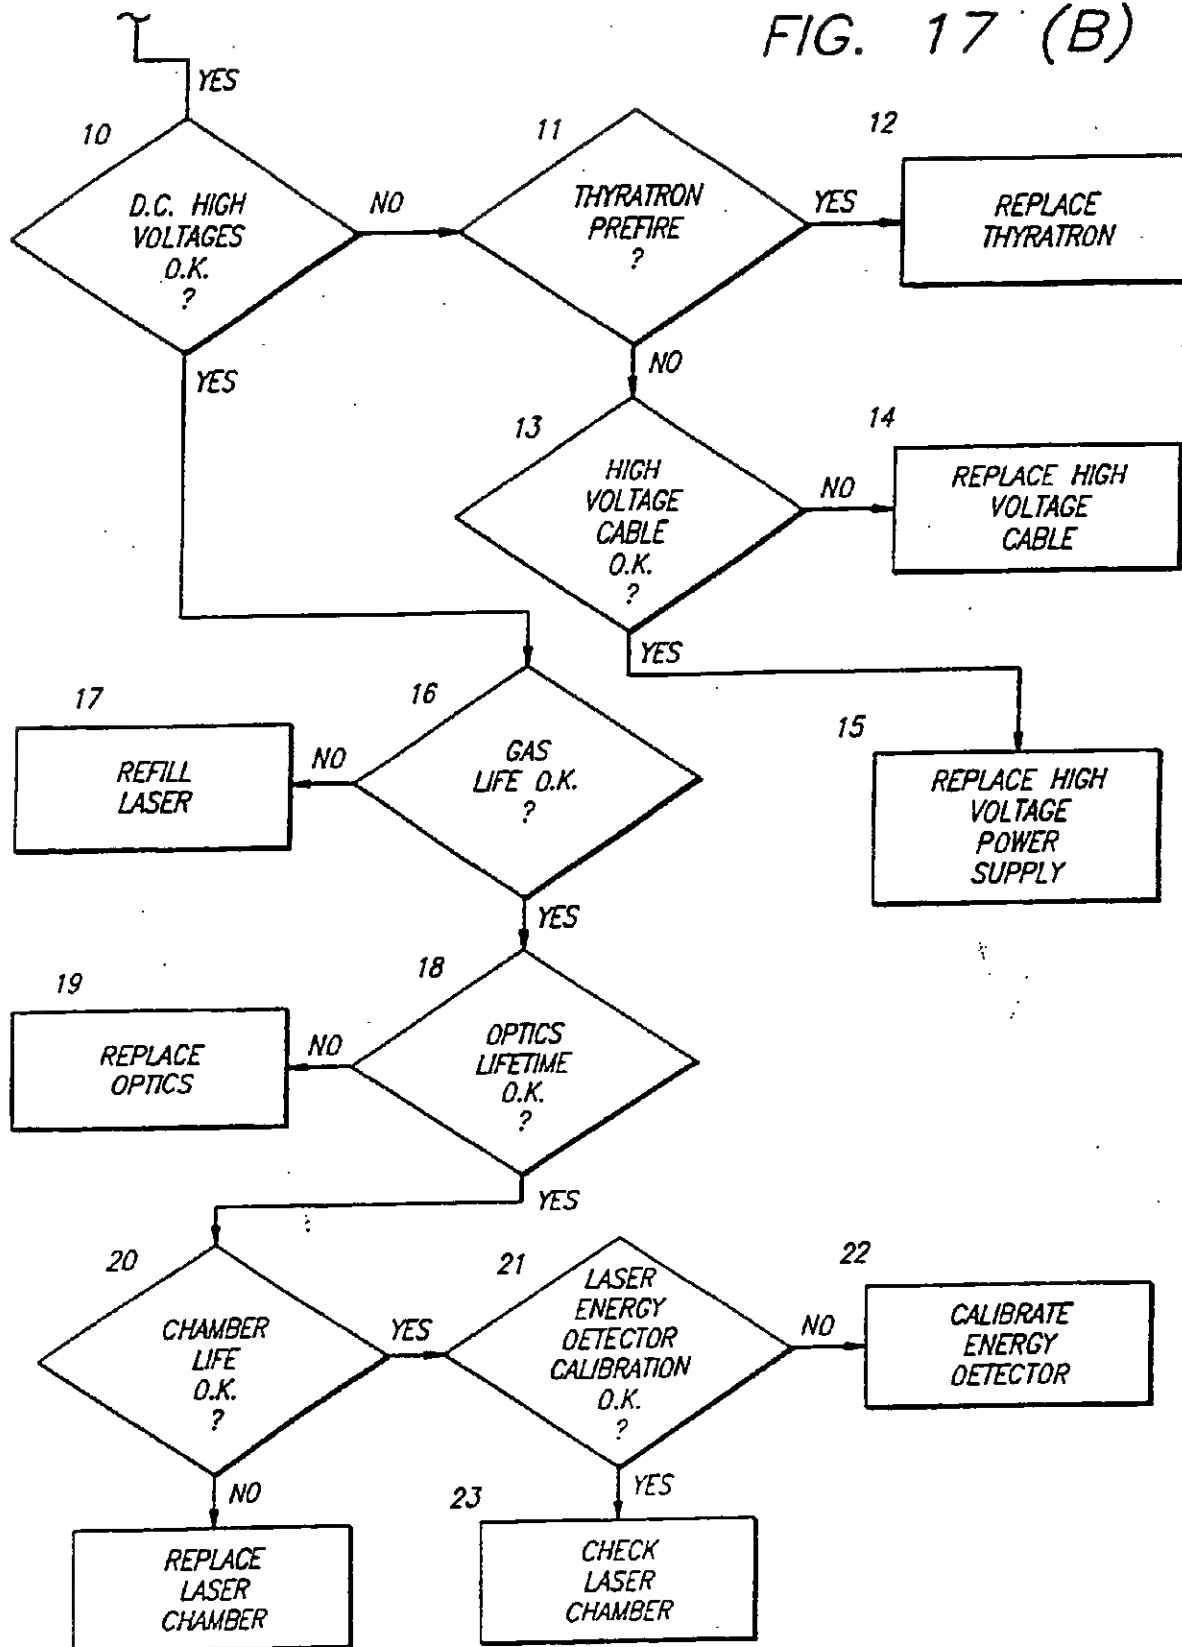 FIG. 17 (B)
YES
10
D.C. HIGH
VOLTAGES
O.K.
?
NO
11
THYRATRON
PREFIRE
?
YES
12
REPLACE
THYRATRON
YES
NO
13
HIGH
VOLTAGE
CABLE
O.K.
?
NO
14
REPLACE HIGH
VOLTAGE
CABLE
YES
15
REPLACE HIGH
VOLTAGE
POWER
SUPPLY
16
GAS
LIFE O.K.
?
NO
17
REFILL
LASER
YES
18
OPTICS
LIFETIME
O.K.
?
NO
19
REPLACE
OPTICS
YES
20
CHAMBER
LIFE
O.K.
?
YES
21
LASER
ENERGY
DETECTOR
CALIBRATION
O.K.
?
NO
22
CALIBRATE
ENERGY
DETECTOR
NO
REPLACE
LASER
CHAMBER
YES
23
CHECK
LASER
CHAMBER